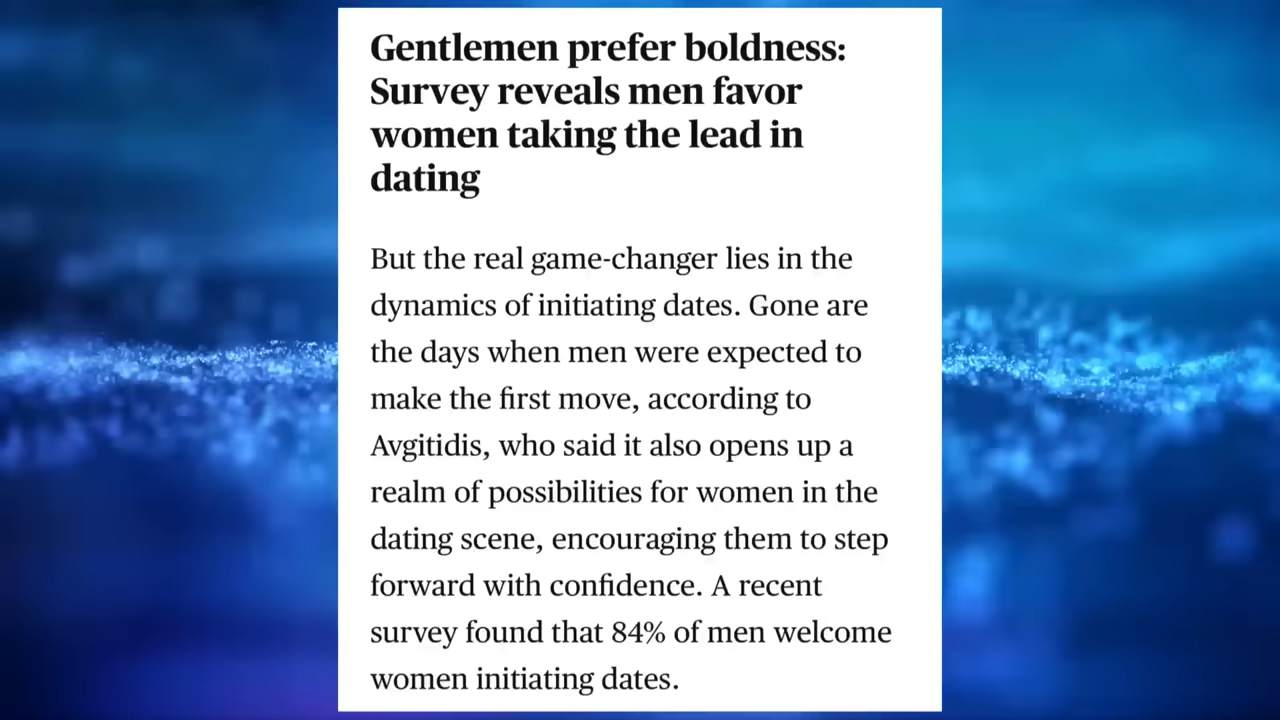 Gentlemen prefer boldness:
Survey reveals men favor
women taking the lead in
dating
But the real game-changer lies in the
dynamics of initiating dates. Gone are
the days when men were expected to
make the first move, according to
Avgitidis, who said it also opens up a
realm of possibilities for women in the
dating scene, encouraging them to step
forward with confidence. A recent
survey found that 84% of men welcome
women initiating dates.